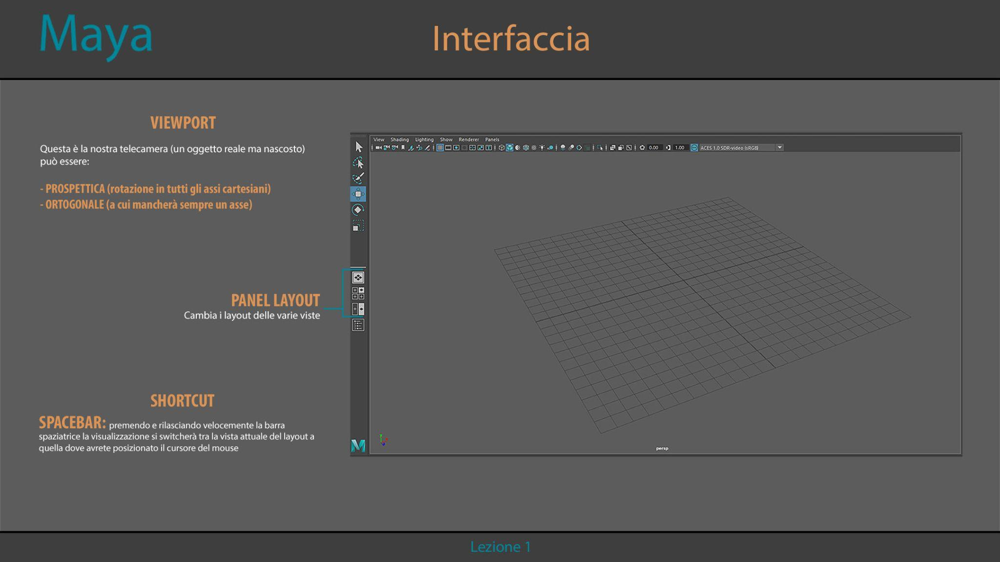 Maya
Interfaccia
VIEWPORT
Questa è la nostra telecamera (un oggetto reale ma nascosto)
può essere:
- PROSPETTICA (rotazione in tutti gli assi cartesiani)
- ORTOGONALE (a cui mancherà sempre un asse)
PANEL LAYOUT
Cambia i layout delle varie viste
SHORTCUT
SPACEBAR: premendo e rilasciando velocemente la barra
spaziatrice la visualizzazione si switcherà tra la vista attuale del layout a
quella dove avrete posizionato il cursore del mouse
View Shading Lighting Show Renderer Panels
0.00 1.00 ACES 1.0 SDR-video (sRGB)
y
persp
Lezione 1